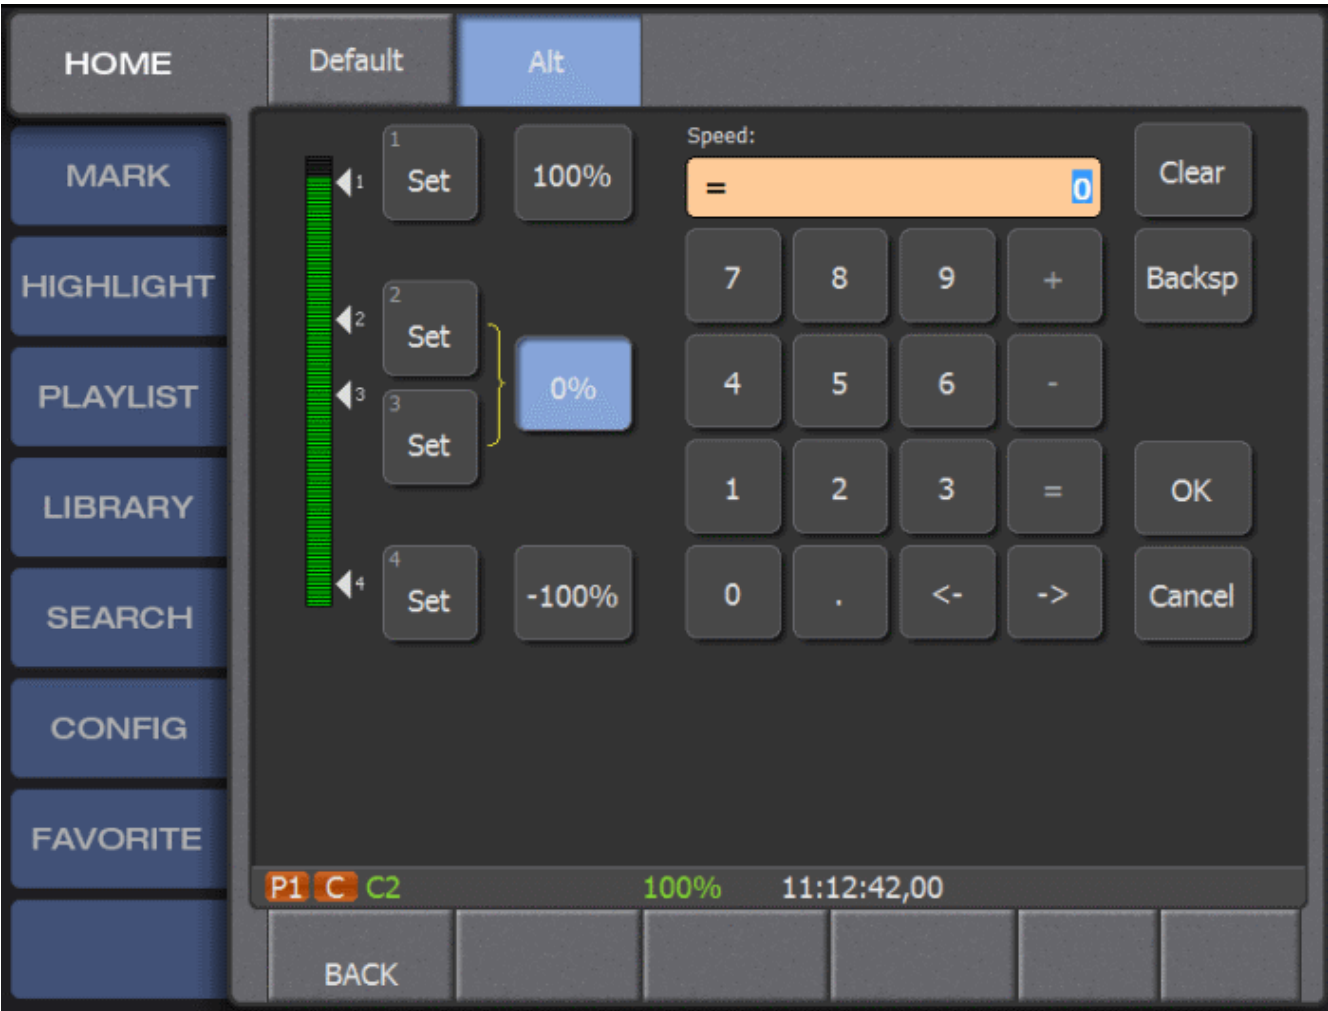 HOME
Default
Alt
MARK
HIGHLIGHT
PLAYLIST
LIBRARY
SEARCH
CONFIG
FAVORITE
1
1 Set
100%
2
2 Set
3
3 Set
0%
4
4 Set
-100%
Speed:
= 0
Clear
7 8 9 + Backsp
4 5 6 -
1 2 3 = OK
0 . <- -> Cancel
P1 C C2 100% 11:12:42,00
BACK